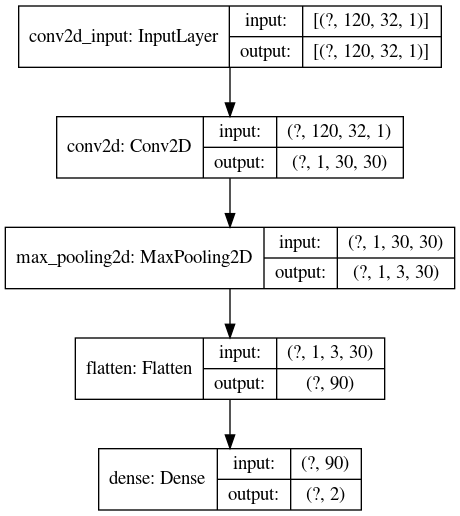 conv2d_input: InputLayer
input:
[(?, 120, 32, 1)]
output:
[(?, 120, 32, 1)]
conv2d: Conv2D
input:
(?, 120, 32, 1)
output:
(?, 1, 30, 30)
max_pooling2d: MaxPooling2D
input:
(?, 1, 30, 30)
output:
(?, 1, 3, 30)
flatten: Flatten
input:
(?, 1, 3, 30)
output:
(?, 90)
dense: Dense
input:
(?, 90)
output:
(?, 2)